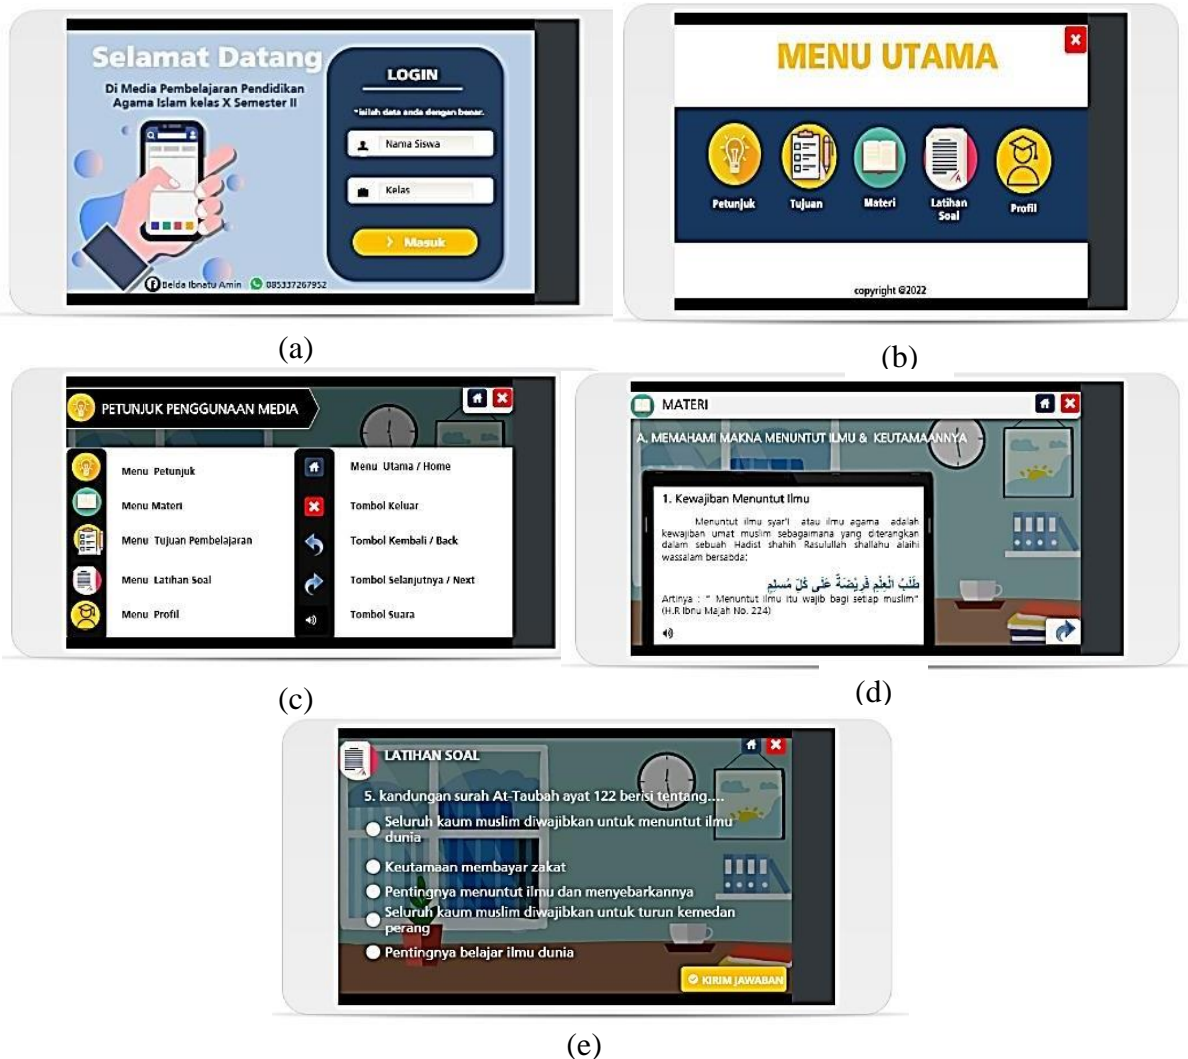 Selamat Datang
Di Media Pembelajaran Pendidikan
Agama Islam kelas X Semester II
LOGIN
*isilah data anda dengan benar.
Nama Siswa
Kelas
Masuk
Belda Ibnatu Amin 085337267952
(a)
MENU UTAMA
Petunjuk
Tujuan
Materi
Latihan
Soal
Profil
copyright @2022
(b)
PETUNJUK PENGGUNAAN MEDIA
Menu Petunjuk
Menu Materi
Menu Tujuan Pembelajaran
Menu Latihan Soal
Menu Profil
Menu Utama / Home
Tombol Keluar
Tombol Kembali / Back
Tombol Selanjutnya / Next
Tombol Suara
(c)
MATERI
A. MEMAHAMI MAKNA MENUNTUT ILMU & KEUTAMAANNYA
1. Kewajiban Menuntut Ilmu
Menuntut ilmu syar'i atau ilmu agama adalah
kewajiban umat muslim sebagaimana yang diterangkan
dalam sebuah Hadist shahih Rasulullah shallahu alaihi
wassalam bersabda:
طَلَبُ الْعِلْمِ فَرِيْضَةٌ عَلَى كُلِّ مُسْلِمٍ
Artinya : " Menuntut ilmu itu wajib bagi setiap muslim"
(H.R Ibnu Majah No. 224)
(d)
LATIHAN SOAL
5. kandungan surah At-Taubah ayat 122 berisi tentang....
Seluruh kaum muslim diwajibkan untuk menuntut ilmu
dunia
Keutamaan membayar zakat
Pentingnya menuntut ilmu dan menyebarkannya
Seluruh kaum muslim diwajibkan untuk turun kemedan
perang
Pentingnya belajar ilmu dunia
KIRIM JAWABAN
(e)